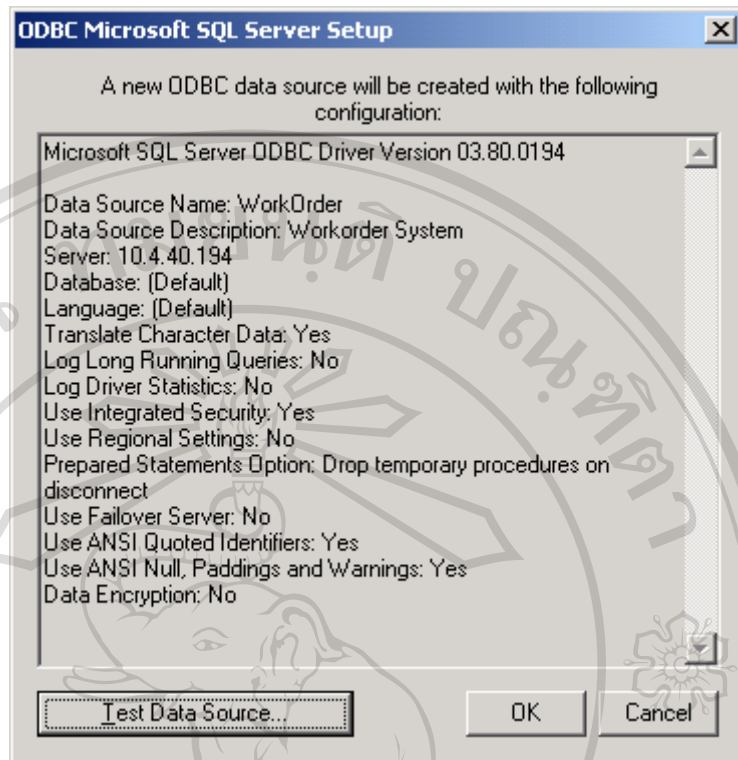 ODBC Microsoft SQL Server Setup
A new ODBC data source will be created with the following
configuration:
Microsoft SQL Server ODBC Driver Version 03.80.0194
Data Source Name: WorkOrder
Data Source Description: Workorder System
Server: 10.4.40.194
Database: (Default)
Language: (Default)
Translate Character Data: Yes
Log Long Running Queries: No
Log Driver Statistics: No
Use Integrated Security: Yes
Use Regional Settings: No
Prepared Statements Option: Drop temporary procedures on
disconnect
Use Failover Server: No
Use ANSI Quoted Identifiers: Yes
Use ANSI Null, Paddings and Warnings: Yes
Data Encryption: No
Test Data Source...
OK
Cancel